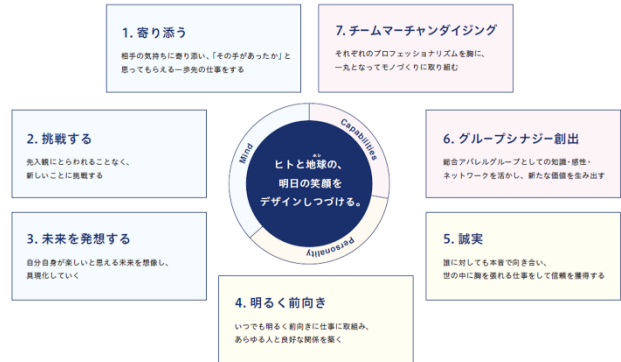 1. 寄り添う
相手の気持ちに寄り添い、「その手があったか」と
思ってもらえる一歩先の仕事をする
7. チームマーチャンダイジング
それぞれのプロフェッショナリズムを胸に、
一丸となってモノづくりに取り組む
2. 挑戦する
先入観にとらわれることなく、
新しいことに挑戦する
Mind
Capabilities
ヒトと地球の、
ほし
明日の笑顔を
デザインしつづける。
Personality
6. グループシナジー創出
総合アパレルグループとしての知識・感性・
ネットワークを活かし、新たな価値を生み出す
3. 未来を発想する
自分自身が楽しいと思える未来を想像し、
具現化していく
5. 誠実
誰に対しても本音で向き合い、
世の中に胸を張れる仕事をして信頼を獲得する
4. 明るく前向き
いつでも明るく前向きに仕事に取組み、
あらゆる人と良好な関係を築く